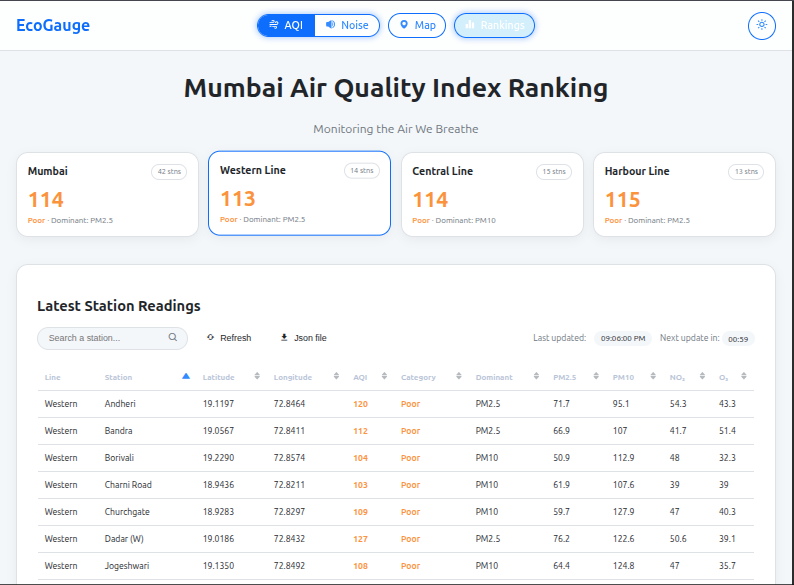 EcoGauge AQI Noise Map Rankings
Mumbai Air Quality Index Ranking
Monitoring the Air We Breathe
Mumbai 42 stns
114
Poor · Dominant: PM2.5
Western Line 14 stns
113
Poor · Dominant: PM2.5
Central Line 15 stns
114
Poor · Dominant: PM10
Harbour Line 13 stns
115
Poor · Dominant: PM2.5
Latest Station Readings
Search a station... Refresh Json file Last updated: 09:06:00 PM Next update in: 00:59
Line Station Latitude Longitude AQI Category Dominant PM2.5 PM10 NO₂ O₃
Western Andheri 19.1197 72.8464 120 Poor PM2.5 71.7 95.1 54.3 43.3
Western Bandra 19.0567 72.8411 112 Poor PM2.5 66.9 107 41.7 51.4
Western Borivali 19.2290 72.8574 104 Poor PM10 50.9 112.9 48 32.3
Western Charni Road 18.9436 72.8211 103 Poor PM10 61.9 107.6 39 39
Western Churchgate 18.9283 72.8297 109 Poor PM10 59.7 127.9 47 40.3
Western Dadar (W) 19.0186 72.8432 127 Poor PM2.5 76.2 122.6 50.6 39.1
Western Jogeshwari 19.1350 72.8492 108 Poor PM10 64.4 124.8 47 35.7